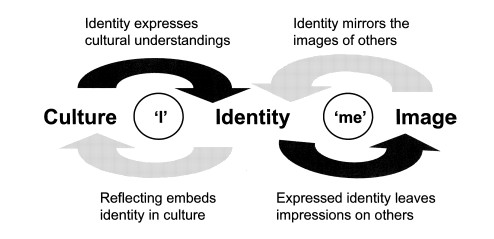 Identity expresses
cultural understandings
Identity mirrors the
images of others
Culture 'I' Identity 'me' Image
Reflecting embeds
identity in culture
Expressed identity leaves
impressions on others